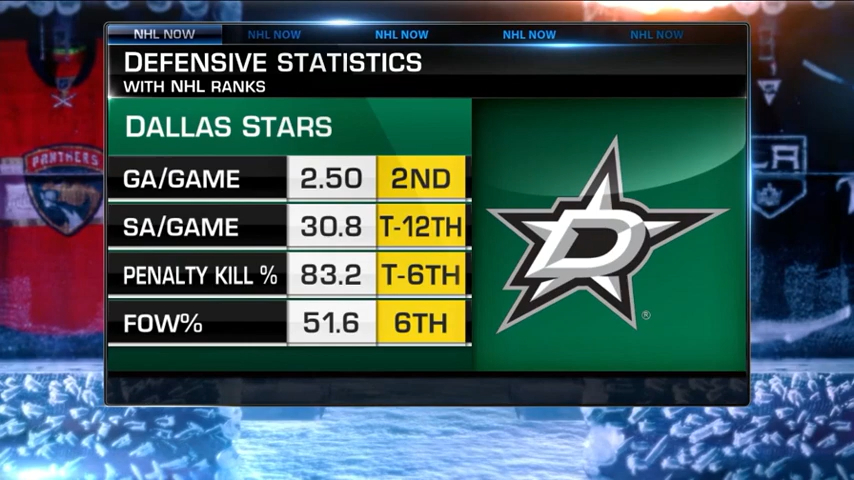 NHL NOW NHL NOW NHL NOW NHL NOW NHL NOW
DEFENSIVE STATISTICS
WITH NHL RANKS
DALLAS STARS
GA/GAME 2.50 2ND
SA/GAME 30.8 T-12TH
PENALTY KILL % 83.2 T-6TH
FOW% 51.6 6TH
D
®
PANTHERS
LA